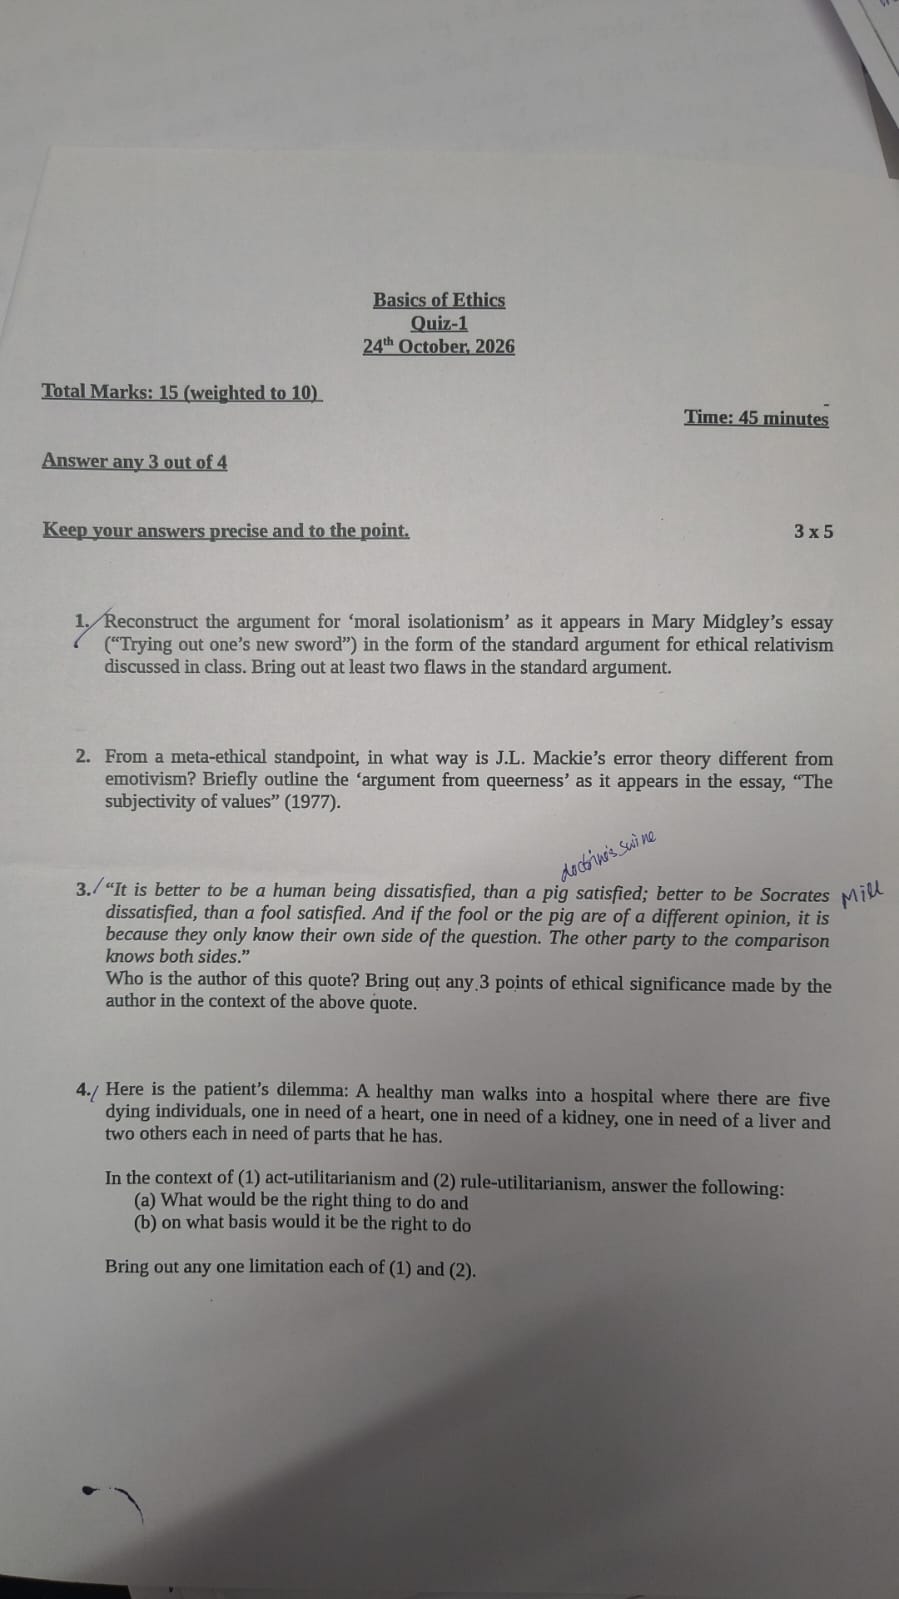 Basics of Ethics
Quiz-1
24th October, 2026
Total Marks: 15 (weighted to 10)
Time: 45 minutes
Answer any 3 out of 4
Keep your answers precise and to the point.
3 x 5
1. Reconstruct the argument for ‘moral isolationism’ as it appears in Mary Midgley’s essay
(“Trying out one’s new sword”) in the form of the standard argument for ethical relativism
discussed in class. Bring out at least two flaws in the standard argument.
2. From a meta-ethical standpoint, in what way is J.L. Mackie’s error theory different from
emotivism? Briefly outline the ‘argument from queerness’ as it appears in the essay, “The
subjectivity of values” (1977).
swine
3. “It is better to be a human being dissatisfied, than a pig satisfied; better to be Socrates Mill
dissatisfied, than a fool satisfied. And if the fool or the pig are of a different opinion, it is
because they only know their own side of the question. The other party to the comparison
knows both sides.”
Who is the author of this quote? Bring out any 3 points of ethical significance made by the
author in the context of the above quote.
4. Here is the patient’s dilemma: A healthy man walks into a hospital where there are five
dying individuals, one in need of a heart, one in need of a kidney, one in need of a liver and
two others each in need of parts that he has.
In the context of (1) act-utilitarianism and (2) rule-utilitarianism, answer the following:
(a) What would be the right thing to do and
(b) on what basis would it be the right to do
Bring out any one limitation each of (1) and (2).